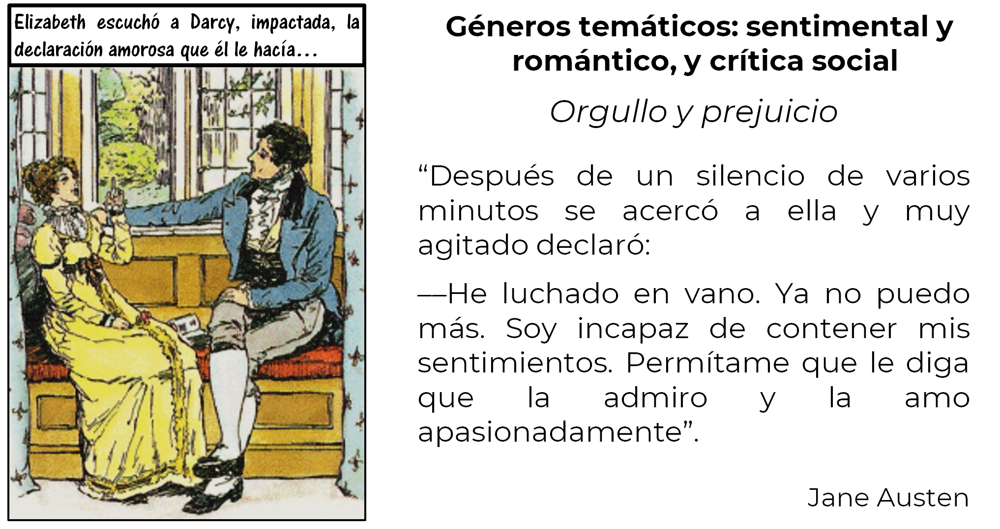 Elizabeth escuchó a Darcy, impactada, la
declaración amorosa que él le hacía...
Géneros temáticos: sentimental y
romántico, y crítica social
Orgullo y prejuicio
“Después de un silencio de varios
minutos se acercó a ella y muy
agitado declaró:
––He luchado en vano. Ya no puedo
más. Soy incapaz de contener mis
sentimientos. Permítame que le diga
que la admiro y la amo
apasionadamente”.
Jane Austen